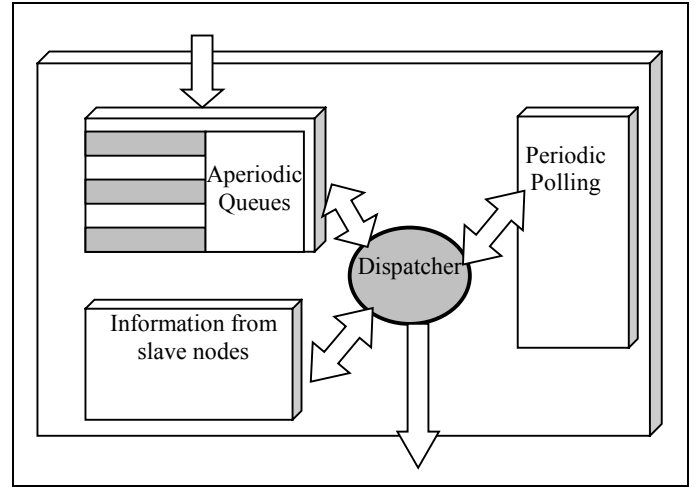 Aperiodic
Queues
Periodic
Polling
Dispatcher
Information from
slave nodes